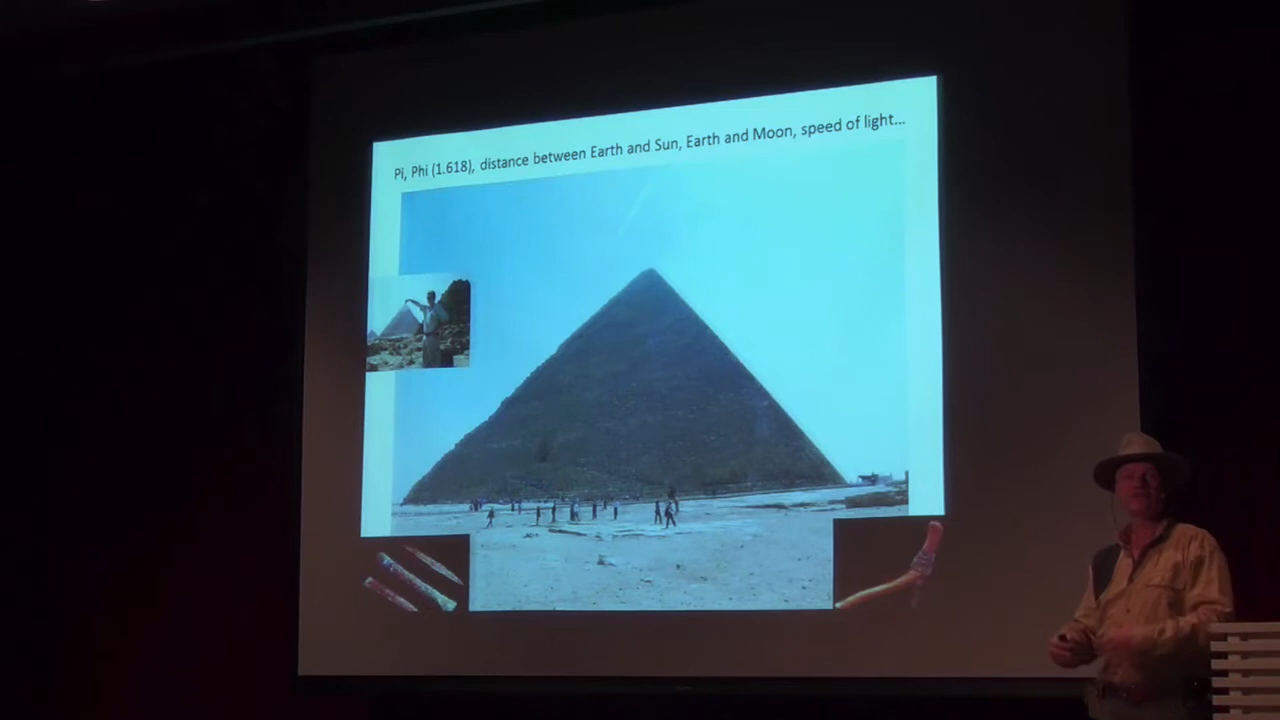 Pi, Phi (1.618), distance between Earth and Sun, Earth and Moon, speed of light...